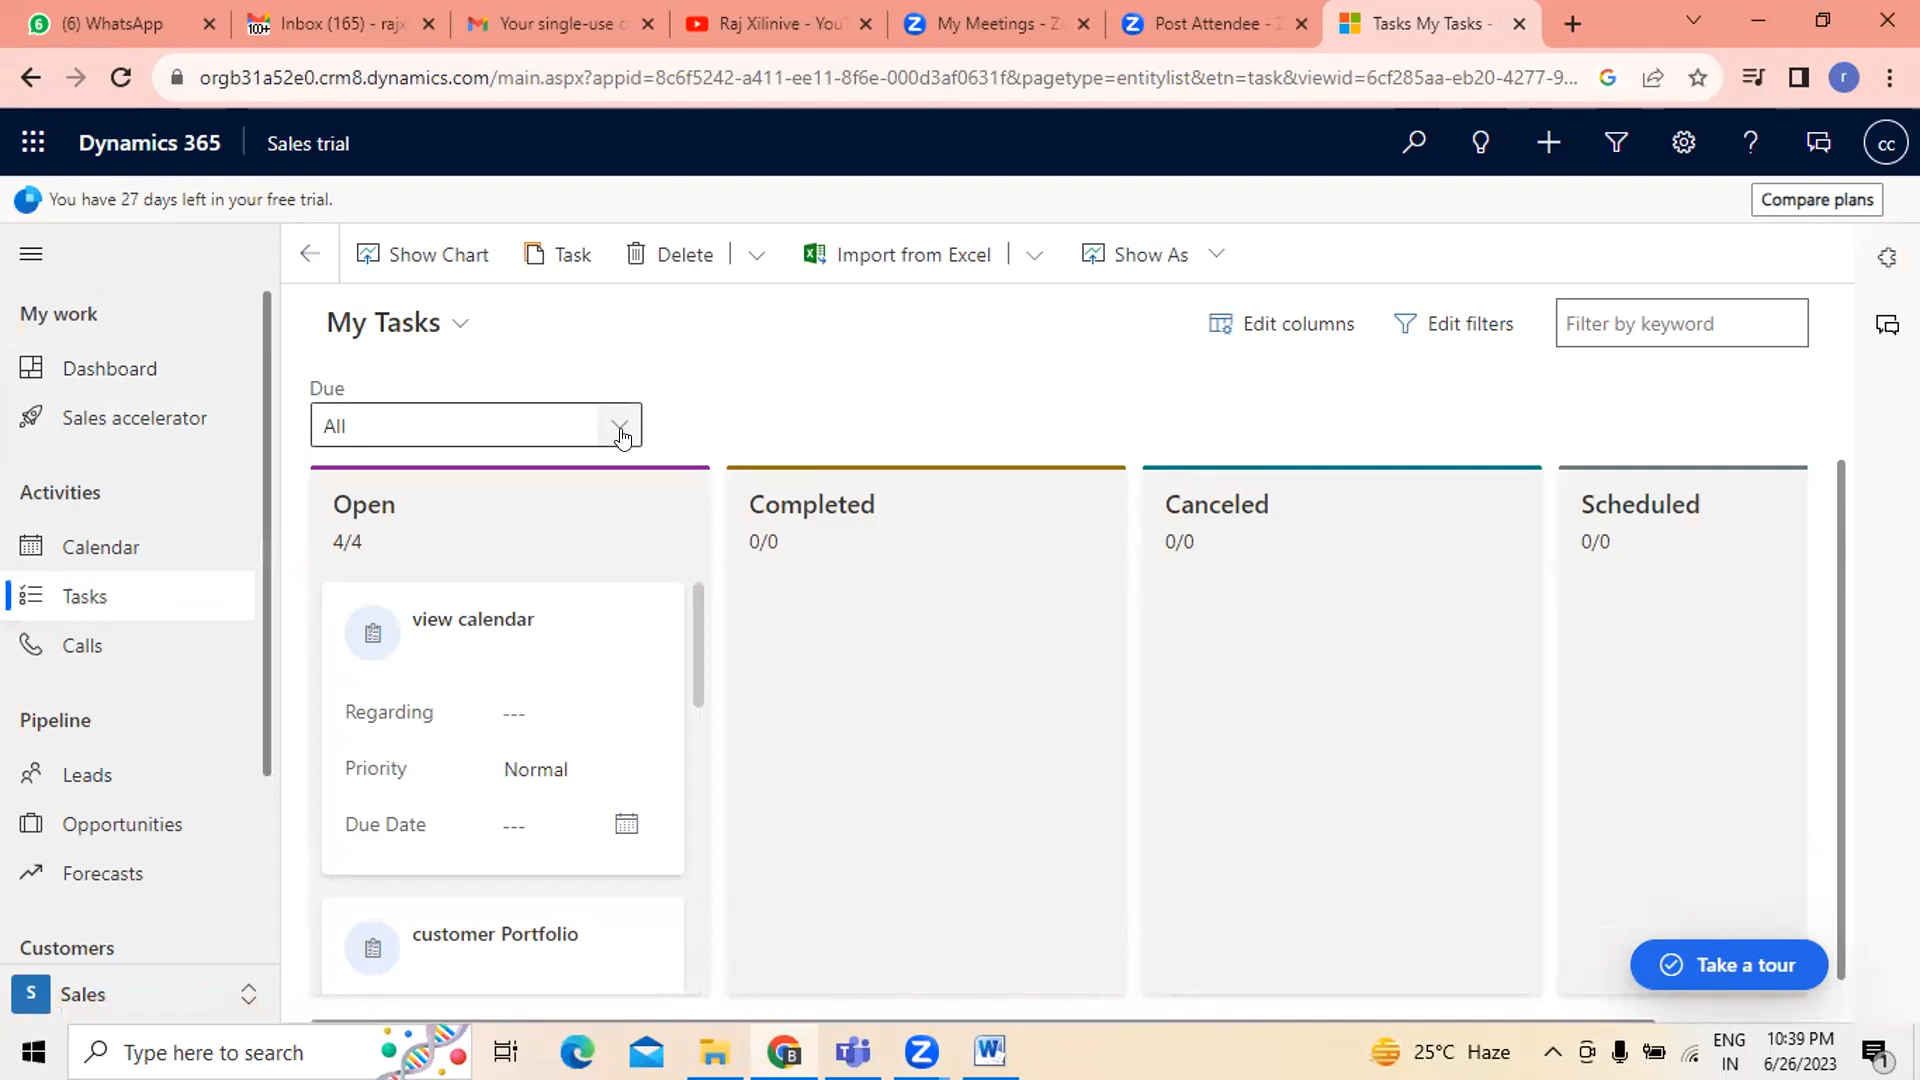 (6) WhatsApp
Inbox (165) - rajx
Your single-use c
Raj Xilinive - YouT
My Meetings - Z
Post Attendee - Z
Tasks My Tasks -
orgb31a52e0.crm8.dynamics.com/main.aspx?appid=8c6f5242-a411-ee11-8f6e-000d3af0631f&pagetype=entitylist&etn=task&viewid=6cf285aa-eb20-4277-9...
r
Dynamics 365
Sales trial
CC
You have 27 days left in your free trial.
Compare plans
Show Chart
Task
Delete
Import from Excel
Show As
My work
Dashboard
Sales accelerator
Activities
Calendar
Tasks
Calls
Pipeline
Leads
Opportunities
Forecasts
Customers
S
Sales
My Tasks
Edit columns
Edit filters
Filter by keyword
Due
All
Open
4/4
Completed
0/0
Canceled
0/0
Scheduled
0/0
view calendar
Regarding ---
Priority Normal
Due Date ---
customer Portfolio
Take a tour
Type here to search
25°C Haze
ENG
IN
10:39 PM
6/26/2023
1